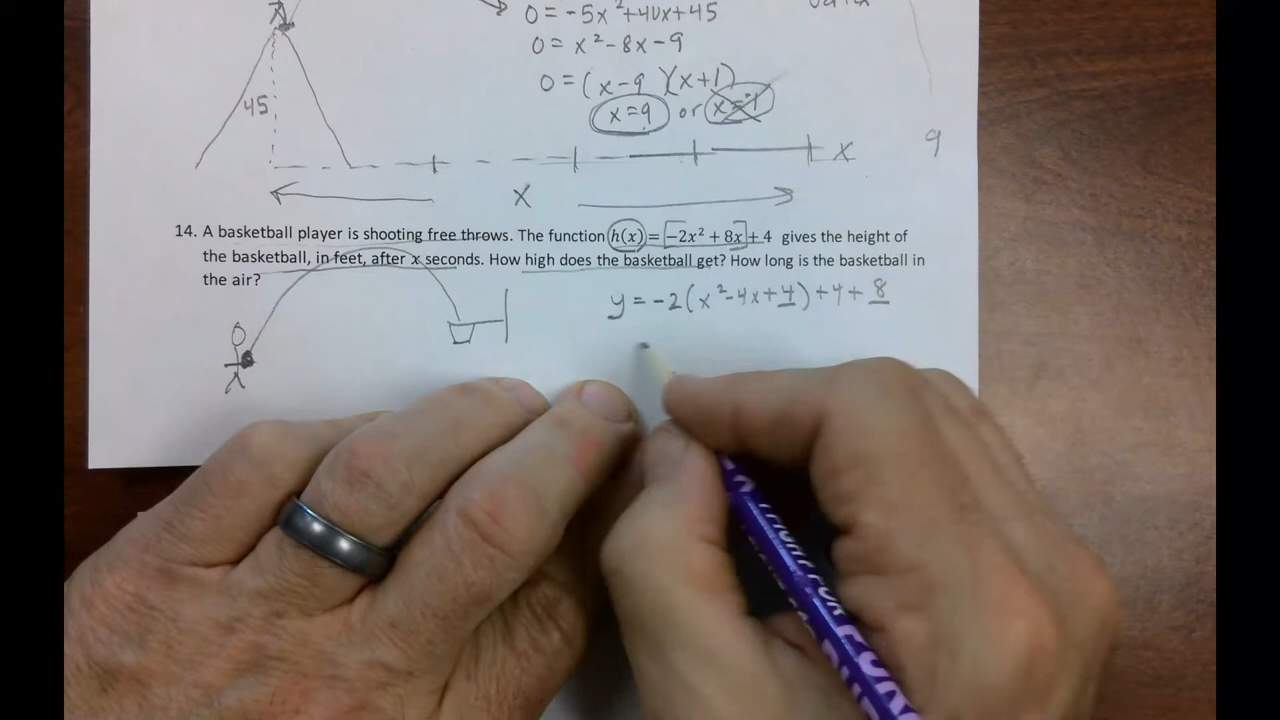 0 = -5x² + 40x + 45
0 = x² - 8x - 9
0 = (x - 9)(x + 1)
x = 9 or x = -1
45
x
9
x
14. A basketball player is shooting free throws. The function h(x) = -2x² + 8x + 4 gives the height of
the basketball, in feet, after x seconds. How high does the basketball get? How long is the basketball in
the air?
y = -2(x² - 4x + 4) + 4 + 8